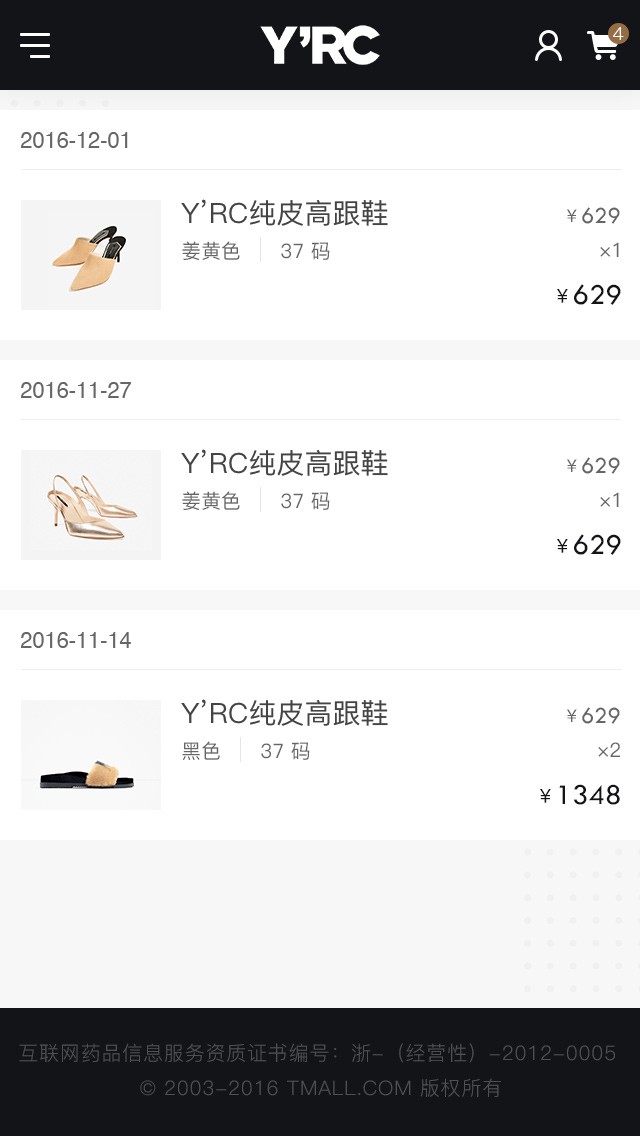 Y’RC
4
2016-12-01
Y’RC纯皮高跟鞋
¥629
姜黄色
37 码
×1
¥629
2016-11-27
Y’RC纯皮高跟鞋
¥629
姜黄色
37 码
×1
¥629
2016-11-14
Y’RC纯皮高跟鞋
¥629
黑色
37 码
×2
¥1348
互联网药品信息服务资质证书编号：浙-（经营性）-2012-0005
© 2003-2016 TMALL.COM 版权所有